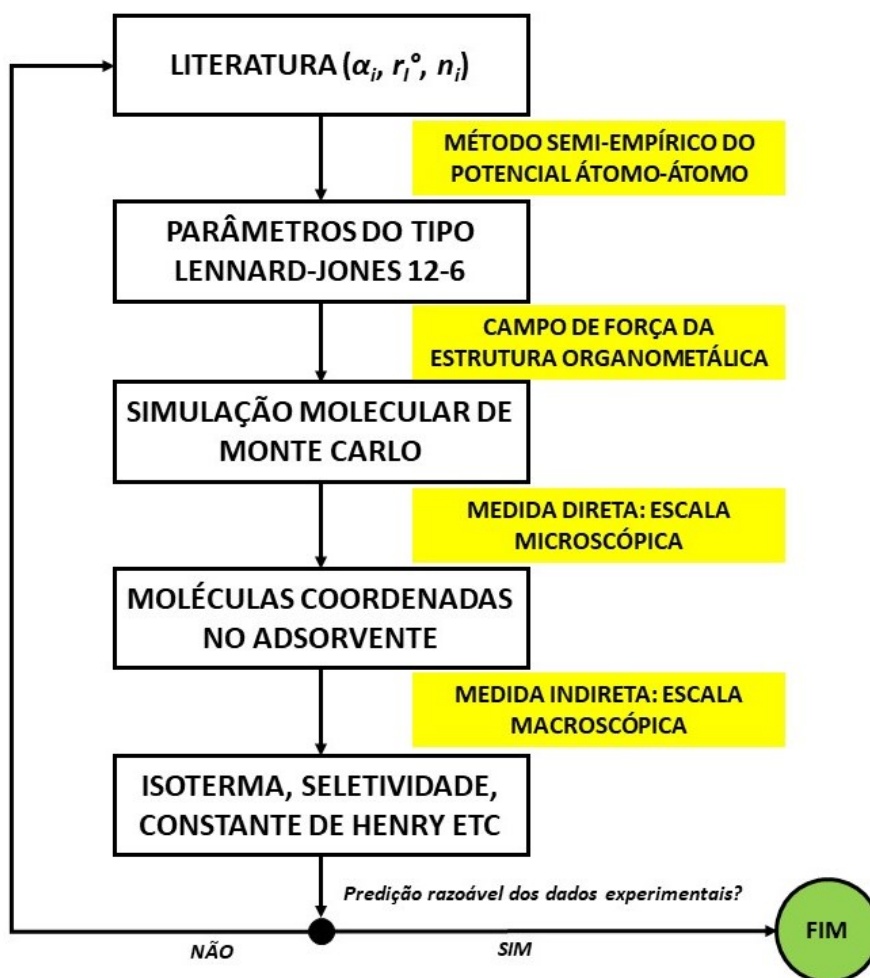 LITERATURA (αᵢ, rₗ°, nᵢ)
MÉTODO SEMI-EMPÍRICO DO
POTENCIAL ÁTOMO-ÁTOMO
PARÂMETROS DO TIPO
LENNARD-JONES 12-6
CAMPO DE FORÇA DA
ESTRUTURA ORGANOMETÁLICA
SIMULAÇÃO MOLECULAR DE
MONTE CARLO
MEDIDA DIRETA: ESCALA
MICROSCÓPICA
MOLÉCULAS COORDENADAS
NO ADSORVENTE
MEDIDA INDIRETA: ESCALA
MACROSCÓPICA
ISOTERMA, SELETIVIDADE,
CONSTANTE DE HENRY ETC
Predição razoável dos dados experimentais?
FIM
NÃO
SIM